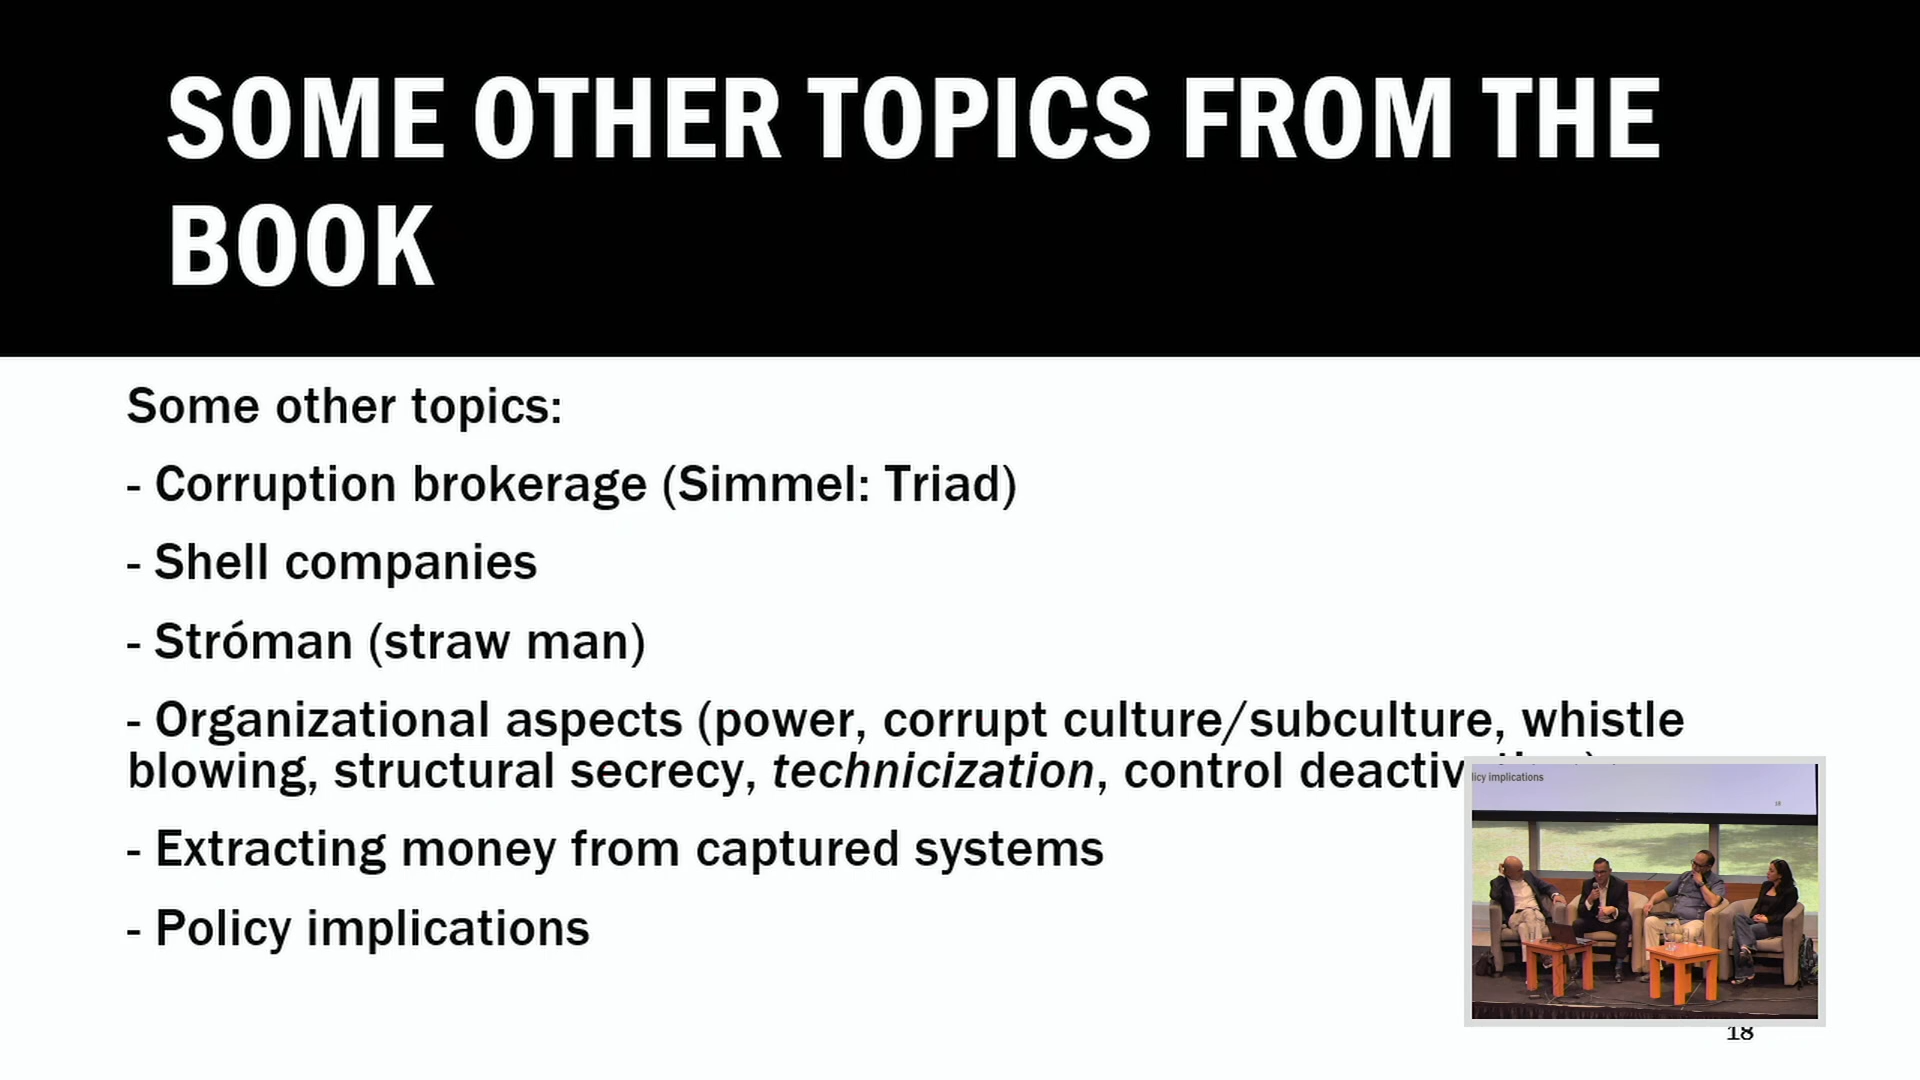 SOME OTHER TOPICS FROM THE
BOOK
Some other topics:
- Corruption brokerage (Simmel: Triad)
- Shell companies
- Stróman (straw man)
- Organizational aspects (power, corrupt culture/subculture, whistle
blowing, structural secrecy, technicization, control
- Extracting money from captured systems
- Policy implications
implications
18
18